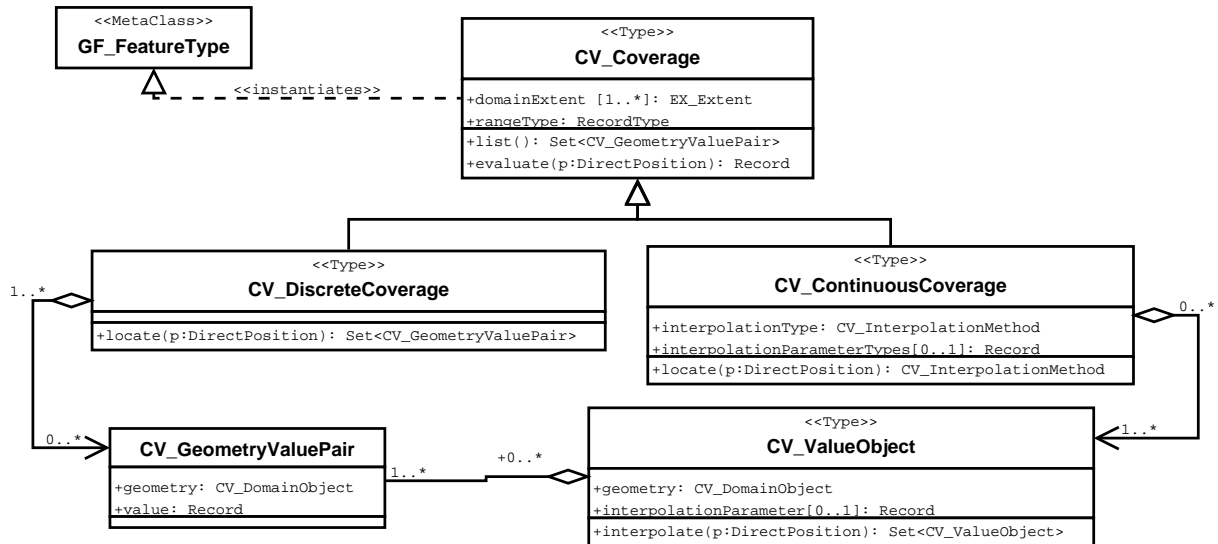 <<MetaClass>>
GF_FeatureType
<<instantiates>>
<<Type>>
CV_Coverage
+domainExtent [1..*]: EX_Extent
+rangeType: RecordType
+list(): Set<CV_GeometryValuePair>
+evaluate(p:DirectPosition): Record
<<Type>>
CV_DiscreteCoverage
+locate(p:DirectPosition): Set<CV_GeometryValuePair>
1..*
0..*
<<Type>>
CV_ContinuousCoverage
+interpolationType: CV_InterpolationMethod
+interpolationParameterTypes[0..1]: Record
+locate(p:DirectPosition): CV_InterpolationMethod
0..*
1..*
CV_GeometryValuePair
+geometry: CV_DomainObject
+value: Record
1..*
+0..*
<<Type>>
CV_ValueObject
+geometry: CV_DomainObject
+interpolationParameter[0..1]: Record
+interpolate(p:DirectPosition): Set<CV_ValueObject>